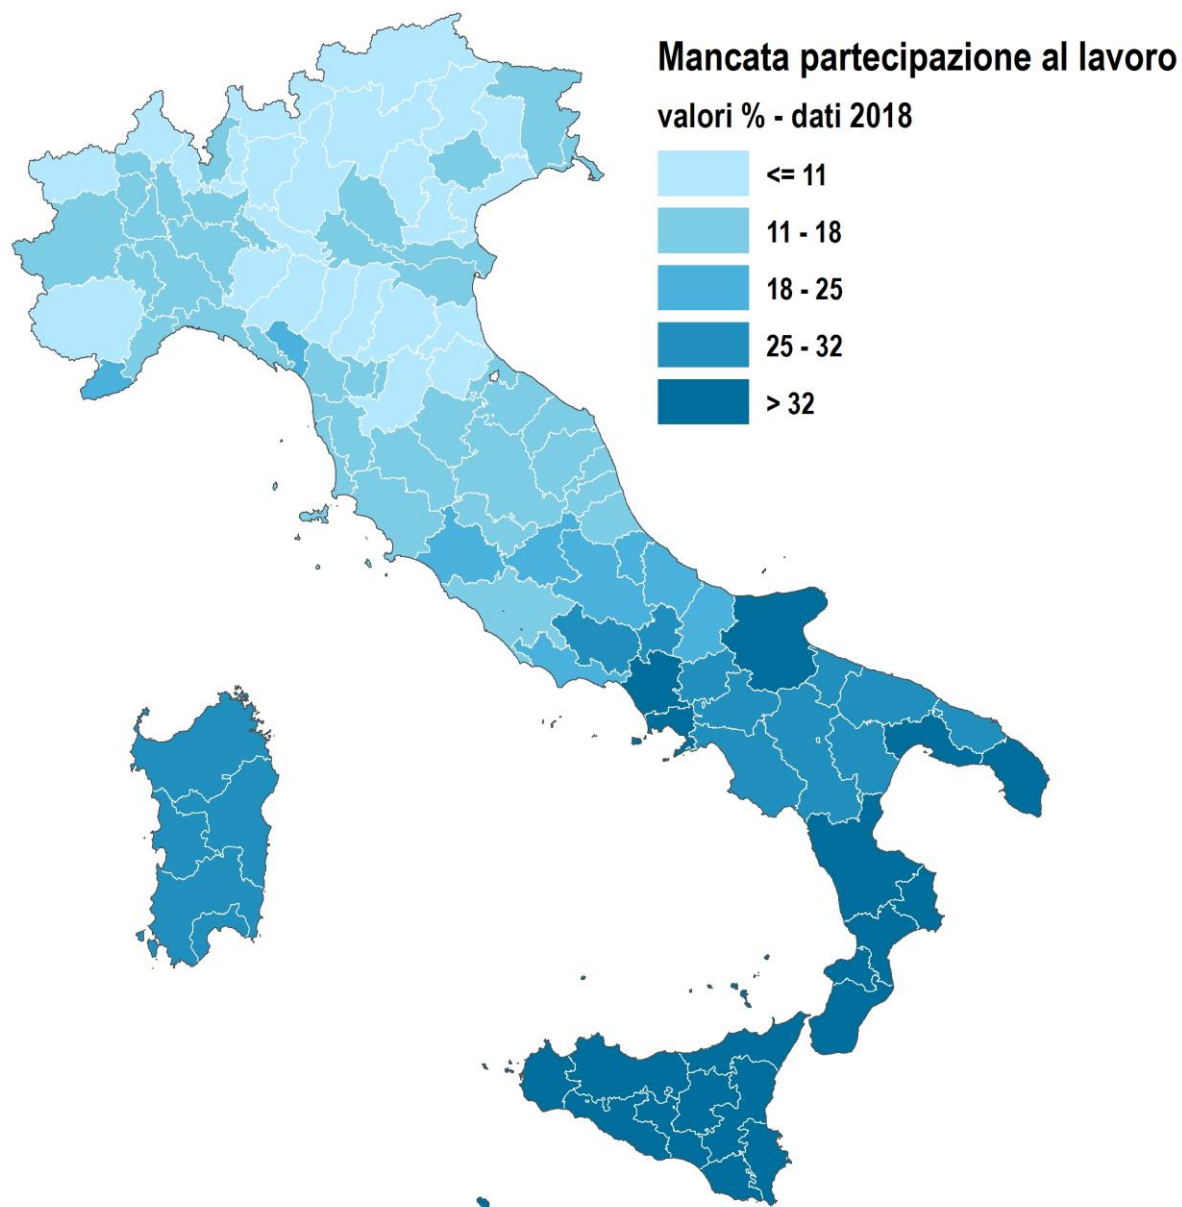 Mancata partecipazione al lavoro
valori % - dati 2018
<= 11
11 - 18
18 - 25
25 - 32
> 32